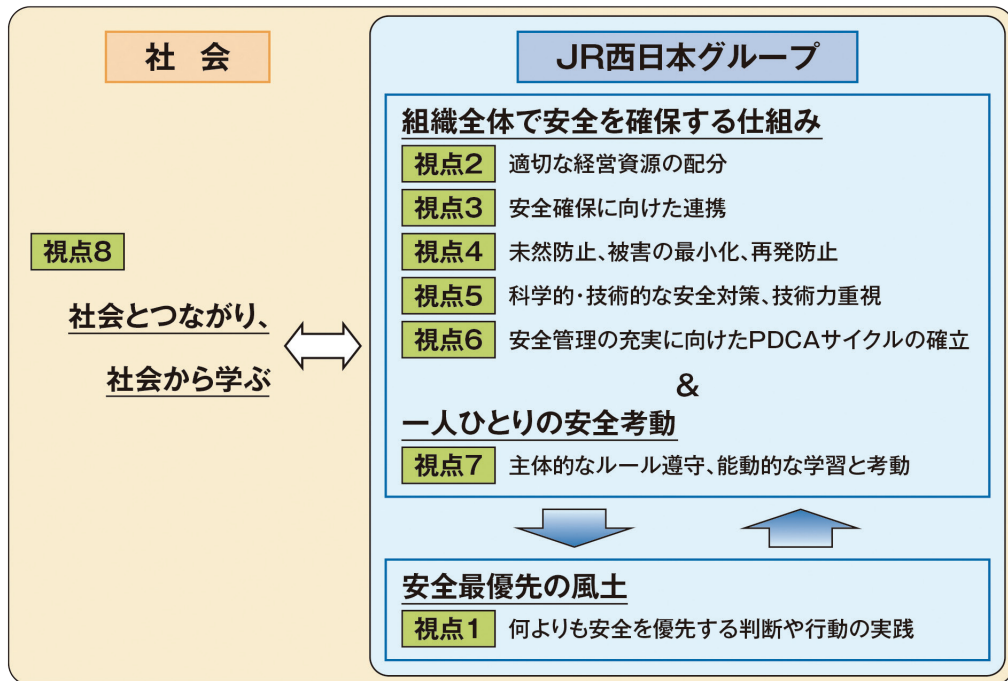 社 会
視点8
社会とつながり、
社会から学ぶ
JR西日本グループ
組織全体で安全を確保する仕組み
視点2 適切な経営資源の配分
視点3 安全確保に向けた連携
視点4 未然防止、被害の最小化、再発防止
視点5 科学的・技術的な安全対策、技術力重視
視点6 安全管理の充実に向けたPDCAサイクルの確立
&
一人ひとりの安全考動
視点7 主体的なルール遵守、能動的な学習と考動
安全最優先の風土
視点1 何よりも安全を優先する判断や行動の実践